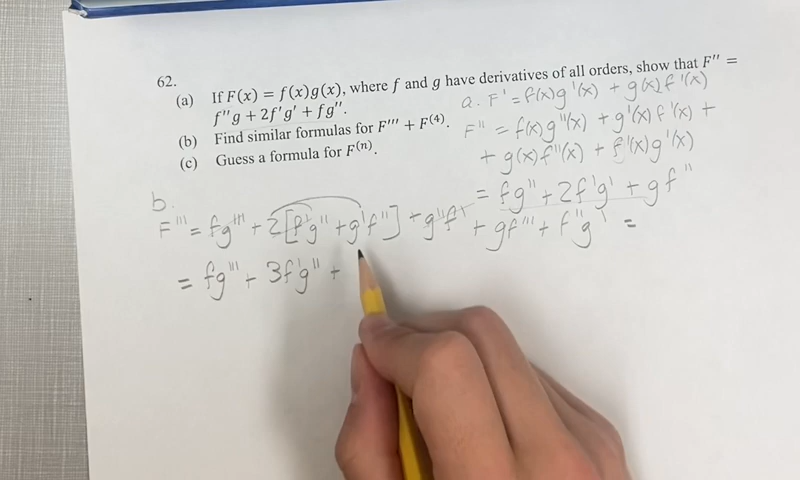 62.
(a) If F(x) = f(x)g(x), where f and g have derivatives of all orders, show that F'' =
f''g + 2f'g' + fg''.
(b) Find similar formulas for F''' + F⁽⁴⁾.
(c) Guess a formula for F⁽ⁿ⁾.
a. F' = f(x)g'(x) + g(x)f'(x)
F'' = f(x)g''(x) + g'(x)f'(x) +
+ g(x)f''(x) + f'(x)g'(x)
= fg'' + 2f'g' + gf''
b.
F''' = fg''' + 2[f'g'' + g'f''] + g''f' + gf''' + f''g' =
= fg''' + 3f'g'' +